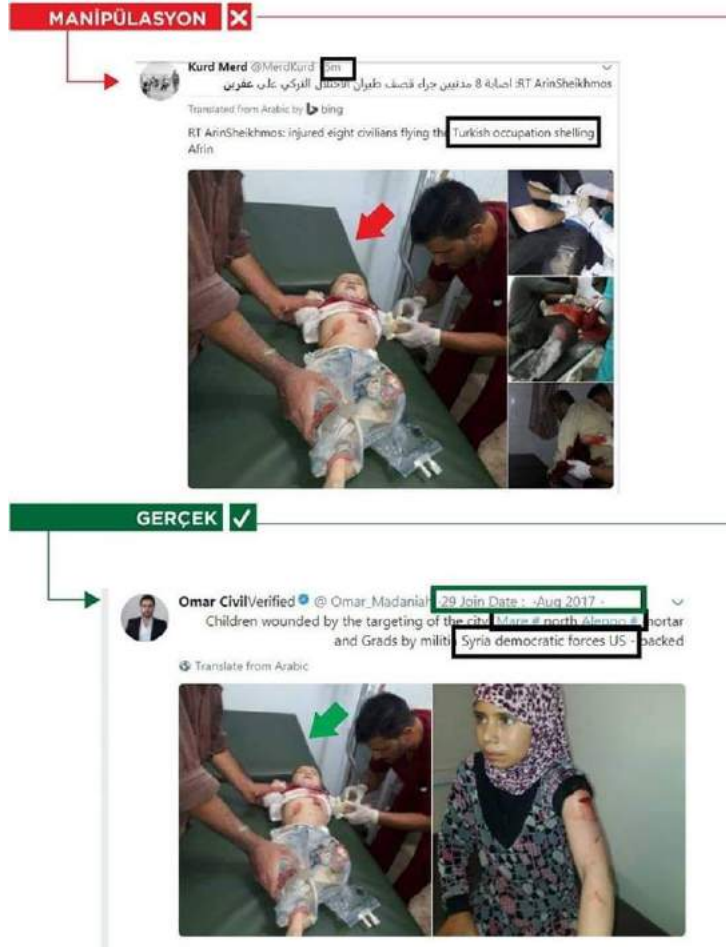 MANİPÜLASYON
Kurd Merd @MerdKurd 5m
RT ArinSheikhmos: اصابة 8 مدنيين جراء قصف طيران الاحتلال التركي على عفرين
Translated from Arabic by bing
RT ArinSheikhmos: injured eight civilians flying the Turkish occupation shelling
Afrin
GERÇEK
Omar CivilVerified @ Omar_Madaniah -29 Join Date : -Aug 2017 -
Children wounded by the targeting of the city Mare # north Aleppo # mortar
and Grads by militia Syria democratic forces US - backed
Translate from Arabic